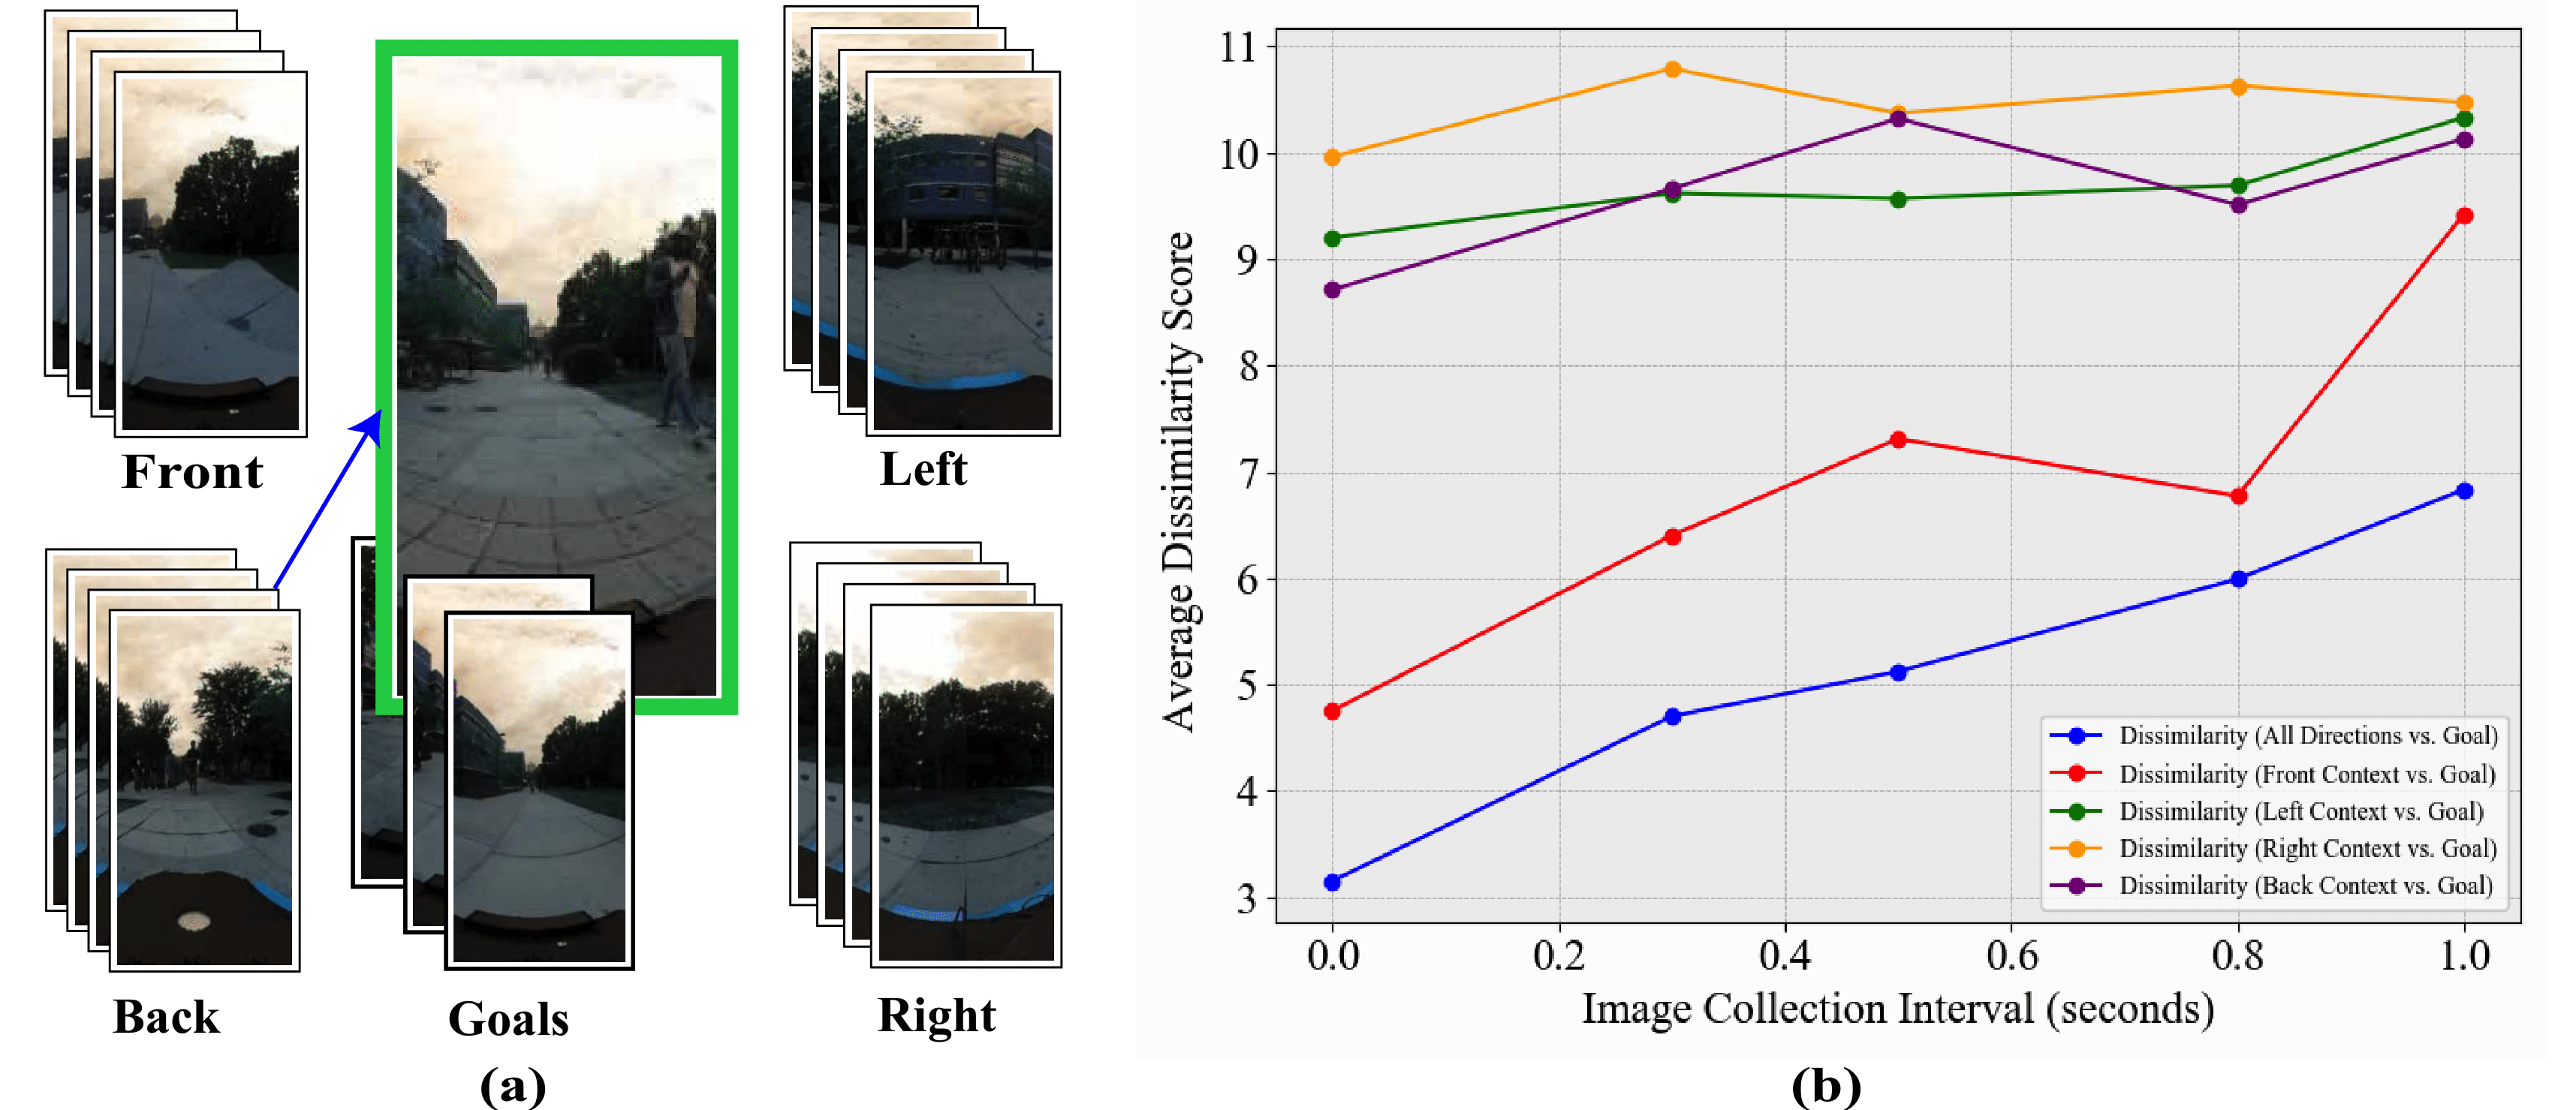 Front
Left
Back
Goals
Right
(a)
11
10
9
8
7
6
5
4
3
Average Dissimilarity Score
Dissimilarity (All Directions vs. Goal)
Dissimilarity (Front Context vs. Goal)
Dissimilarity (Left Context vs. Goal)
Dissimilarity (Right Context vs. Goal)
Dissimilarity (Back Context vs. Goal)
0.0 0.2 0.4 0.6 0.8 1.0
Image Collection Interval (seconds)
(b)